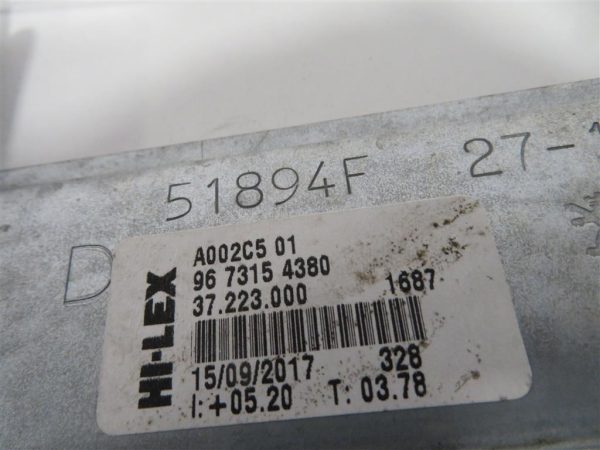 51894F 27-
D
HI-LEX
A002C5 01
96 7315 4380
37.223.000 1687
15/09/2017 328
I:+05.20 T: 03.78